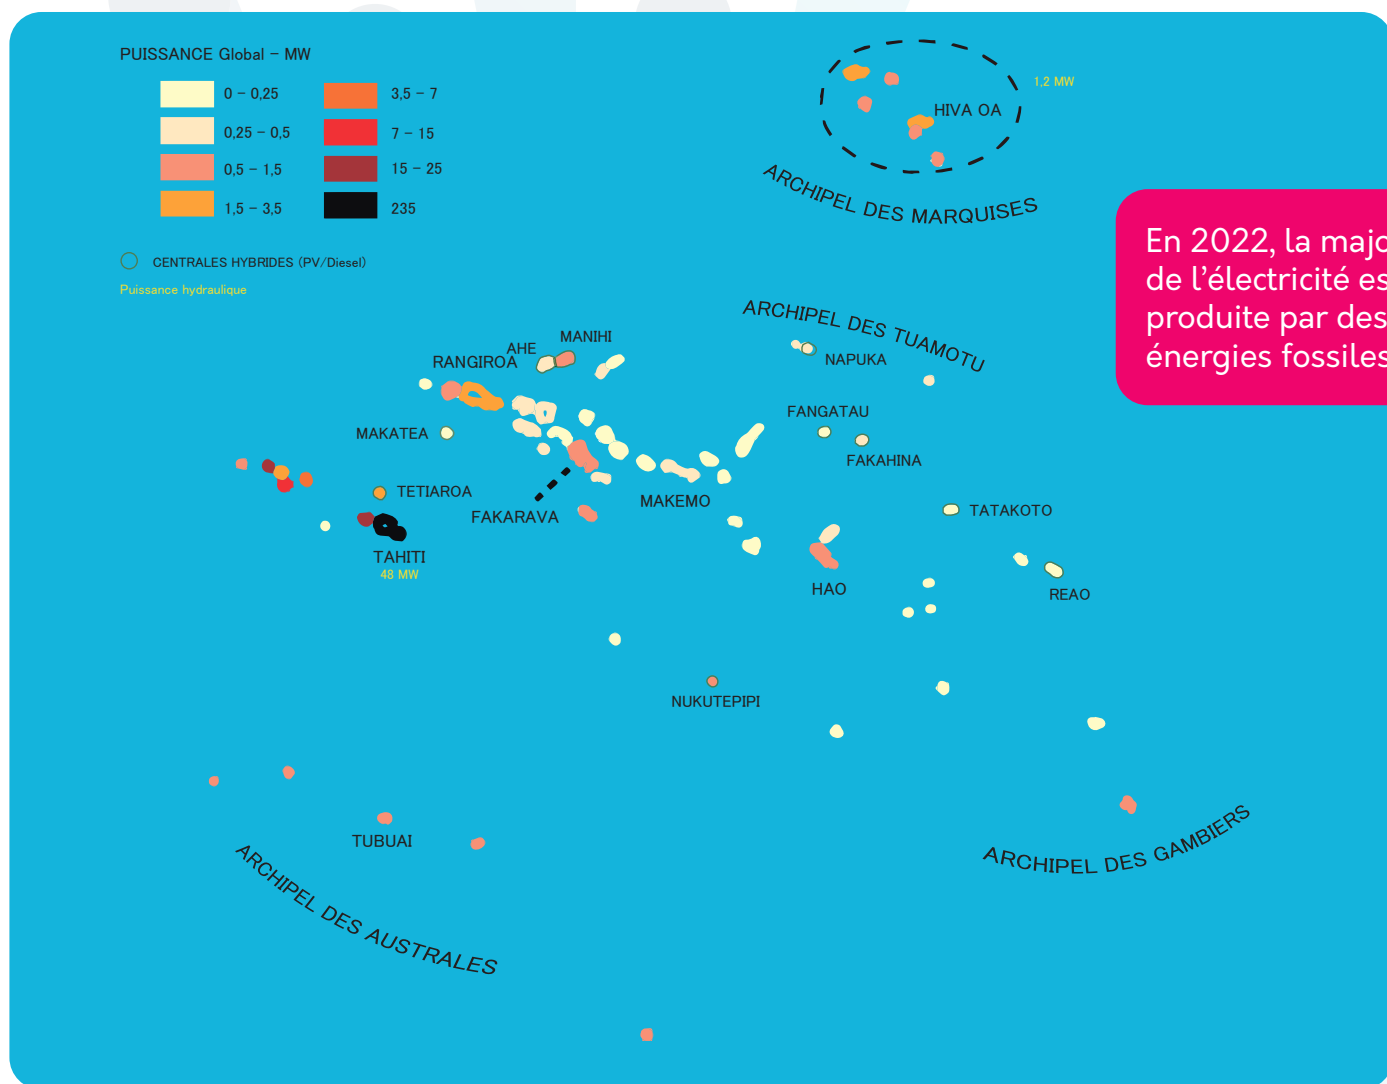 PUISSANCE Global – MW
0 – 0,25
0,25 – 0,5
0,5 – 1,5
1,5 – 3,5
3,5 – 7
7 – 15
15 – 25
235
CENTRALES HYBRIDES (PV/Diesel)
Puissance hydraulique
1,2 MW
HIVA OA
ARCHIPEL DES MARQUISES
En 2022, la majo
de l’électricité es
produite par des
énergies fossiles
ARCHIPEL DES TUAMOTU
MANIHI
AHE
RANGIROA
NAPUKA
FANGATAU
MAKATEA
FAKAHINA
TETIAROA
MAKEMO
TATAKOTO
FAKARAVA
TAHITI
48 MW
HAO
REAO
NUKUTEPIPI
TUBUAI
ARCHIPEL DES GAMBIERS
ARCHIPEL DES AUSTRALES